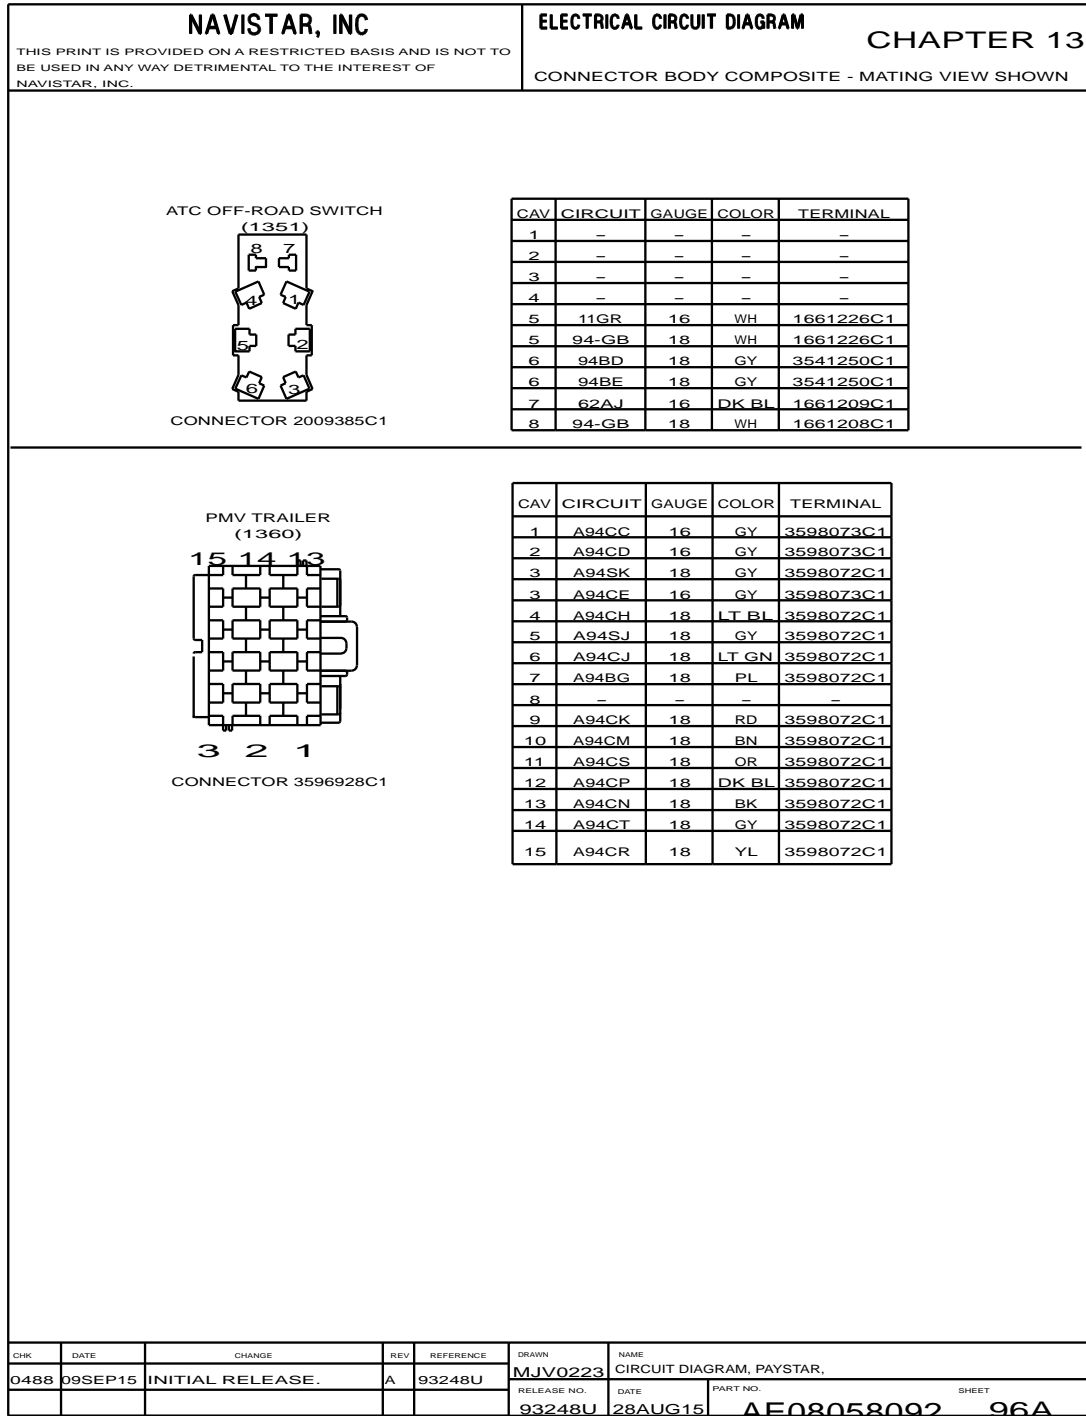 NAVISTAR, INC
THIS PRINT IS PROVIDED ON A RESTRICTED BASIS AND IS NOT TO
BE USED IN ANY WAY DETRIMENTAL TO THE INTEREST OF
NAVISTAR, INC.
ELECTRICAL CIRCUIT DIAGRAM
CHAPTER 13
CONNECTOR BODY COMPOSITE - MATING VIEW SHOWN
ATC OFF-ROAD SWITCH
(1351)
8 7
4 1
5 2
6 3
CONNECTOR 2009385C1
CAV CIRCUIT GAUGE COLOR TERMINAL
1 – – – –
2 – – – –
3 – – – –
4 – – – –
5 11GR 16 WH 1661226C1
5 94-GB 18 WH 1661226C1
6 94BD 18 GY 3541250C1
6 94BE 18 GY 3541250C1
7 62AJ 16 DK BL 1661209C1
8 94-GB 18 WH 1661208C1
PMV TRAILER
(1360)
15 14 13
3 2 1
CONNECTOR 3596928C1
CAV CIRCUIT GAUGE COLOR TERMINAL
1 A94CC 16 GY 3598073C1
2 A94CD 16 GY 3598073C1
3 A94SK 18 GY 3598072C1
3 A94CE 16 GY 3598073C1
4 A94CH 18 LT BL 3598072C1
5 A94SJ 18 GY 3598072C1
6 A94CJ 18 LT GN 3598072C1
7 A94BG 18 PL 3598072C1
8 – – – –
9 A94CK 18 RD 3598072C1
10 A94CM 18 BN 3598072C1
11 A94CS 18 OR 3598072C1
12 A94CP 18 DK BL 3598072C1
13 A94CN 18 BK 3598072C1
14 A94CT 18 GY 3598072C1
15 A94CR 18 YL 3598072C1
CHK DATE CHANGE REV REFERENCE
0488 09SEP15 INITIAL RELEASE. A 93248U
DRAWN NAME
MJV0223 CIRCUIT DIAGRAM, PAYSTAR,
RELEASE NO. DATE PART NO. SHEET
93248U 28AUG15 AE08058092 96A